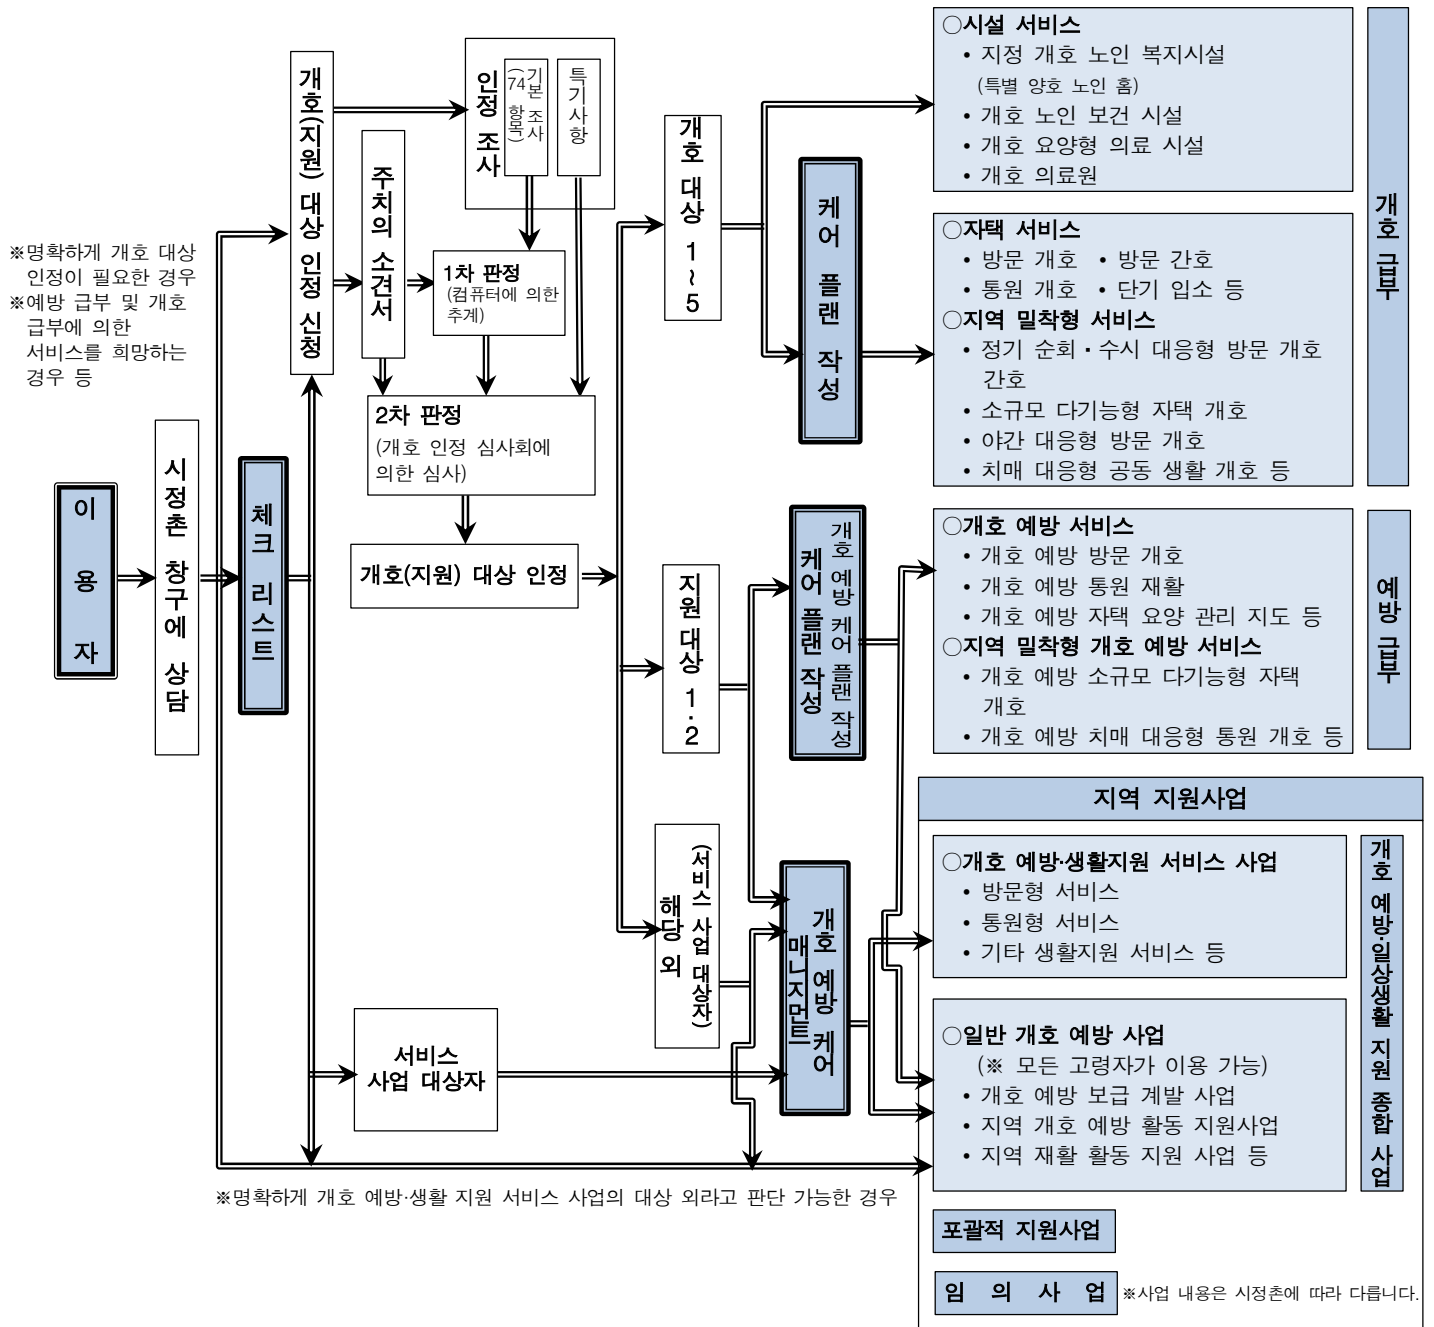 ※명확하게 개호 대상
인정이 필요한 경우
※예방 급부 및 개호
급부에 의한
서비스를 희망하는
경우 등
이용자
시정촌 창구에 상담
체크 리스트
개호(지원) 대상 인정 신청
주치의 소견서
인정 조사
기본 조사
(74 항목)
특기사항
1차 판정
(컴퓨터에 의한
추계)
2차 판정
(개호 인정 심사회에
의한 심사)
개호(지원) 대상 인정
서비스
사업 대상자
개호 대상 1~5
지원 대상 1·2
해당 외
(서비스 사업 대상자)
케어 플랜 작성
개호 예방 케어 플랜 작성
케어 플랜 작성
개호 예방 케어
매니지먼트
○시설 서비스
• 지정 개호 노인 복지시설
(특별 양호 노인 홈)
• 개호 노인 보건 시설
• 개호 요양형 의료 시설
• 개호 의료원
○자택 서비스
• 방문 개호 • 방문 간호
• 통원 개호 • 단기 입소 등
○지역 밀착형 서비스
• 정기 순회・수시 대응형 방문 개호
간호
• 소규모 다기능형 자택 개호
• 야간 대응형 방문 개호
• 치매 대응형 공동 생활 개호 등
개호 급부
○개호 예방 서비스
• 개호 예방 방문 개호
• 개호 예방 통원 재활
• 개호 예방 자택 요양 관리 지도 등
○지역 밀착형 개호 예방 서비스
• 개호 예방 소규모 다기능형 자택
개호
• 개호 예방 치매 대응형 통원 개호 등
예방 급부
지역 지원사업
○개호 예방·생활지원 서비스 사업
• 방문형 서비스
• 통원형 서비스
• 기타 생활지원 서비스 등
○일반 개호 예방 사업
(※ 모든 고령자가 이용 가능)
• 개호 예방 보급 계발 사업
• 지역 개호 예방 활동 지원사업
• 지역 재활 활동 지원 사업 등
개호 예방·일상생활 지원 종합 사업
※명확하게 개호 예방·생활 지원 서비스 사업의 대상 외라고 판단 가능한 경우
포괄적 지원사업
임 의 사 업 ※사업 내용은 시정촌에 따라 다릅니다.